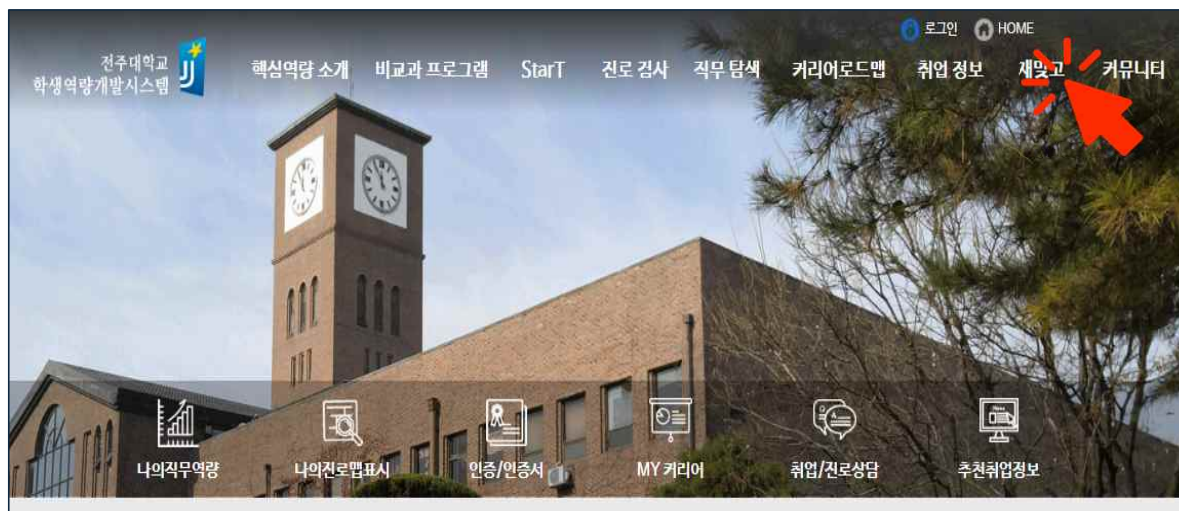 로그인 HOME
전주대학교
학생역량개발시스템
핵심역량 소개 비교과 프로그램 StarT 진로 검사 직무 탐색 커리어로드맵 취업 정보 재맞고 커뮤니티
나의직무역량 나의진로맵표시 인증/인증서 MY 커리어 취업/진로상담 추천취업정보